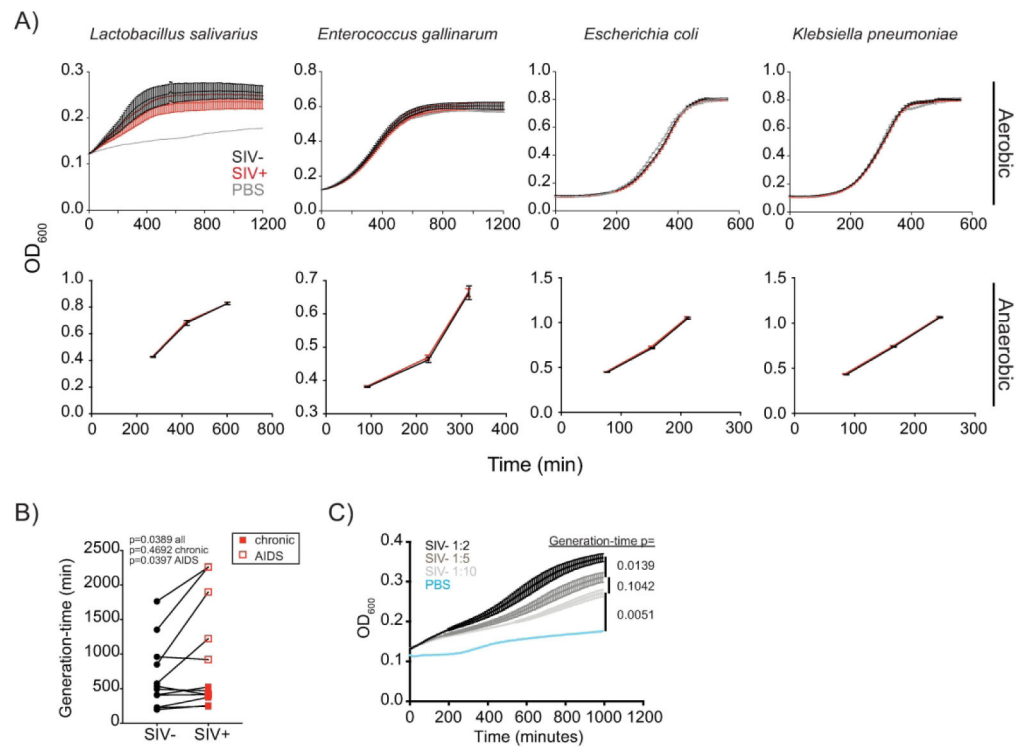 A)
Lactobacillus salivarius
Enterococcus gallinarum
Escherichia coli
Klebsiella pneumoniae
0.3
0.2
0.1
0.0
0 400 800 1200
SIV-
SIV+
PBS
0.8
0.6
0.4
0.2
0.0
0 400 800 1200
1.0
0.8
0.6
0.4
0.2
0.0
0 200 400 600
1.0
0.8
0.6
0.4
0.2
0.0
0 200 400 600
Aerobic
OD600
1.0
0.8
0.6
0.4
0.2
0.0
0 200 400 600 800
0.7
0.6
0.5
0.4
0.3
0 100 200 300 400
1.5
1.0
0.5
0.0
0 100 200 300
1.5
1.0
0.5
0.0
0 100 200 300
Anaerobic
Time (min)
B)
p=0.0389 all
p=0.4692 chronic
p=0.0397 AIDS
chronic
AIDS
Generation-time (min)
2500
2000
1500
1000
500
0
SIV- SIV+
C)
SIV- 1:2
SIV- 1:5
SIV- 1:10
PBS
Generation-time p=
0.0139
0.1042
0.0051
OD600
0.4
0.3
0.2
0.1
0.0
0 200 400 600 800 1000 1200
Time (minutes)